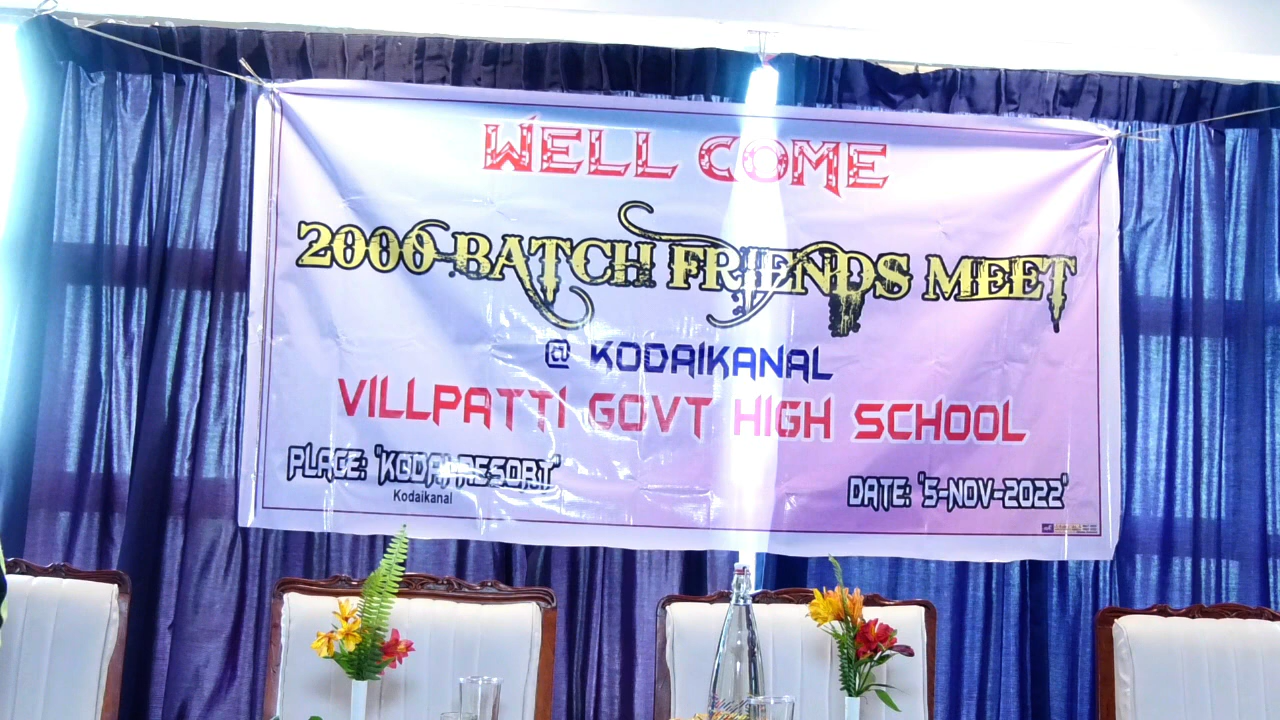 WELL COME
2000 BATCH FRIENDS MEET
@ KODAIKANAL
VILLPATTI GOVT HIGH SCHOOL
PLACE: "KODAI RESORT"
Kodaikanal
DATE: "5-NOV-2022"